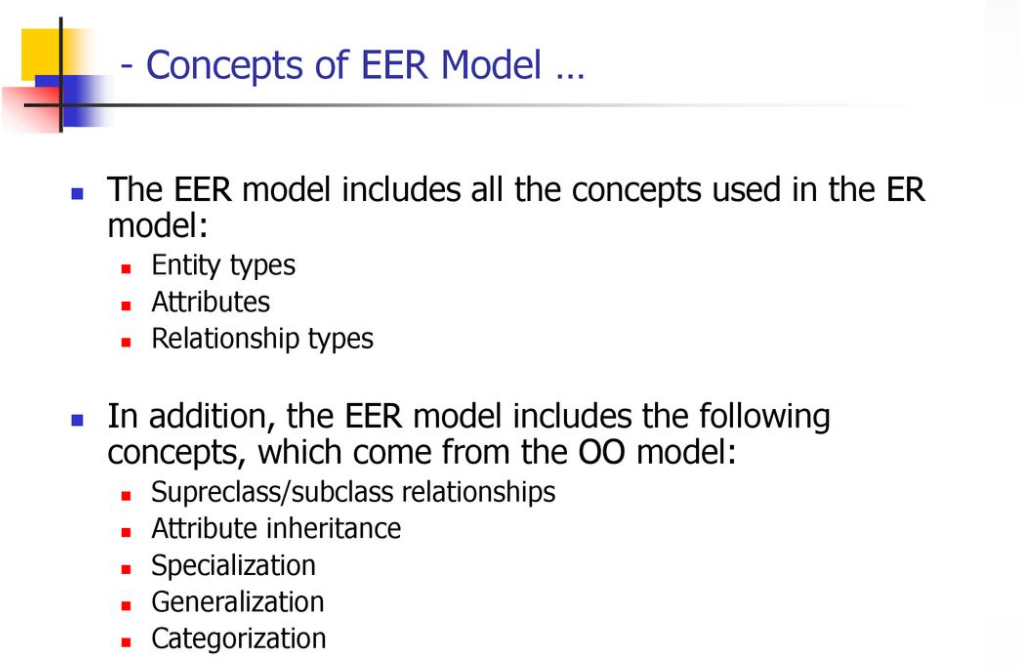 - Concepts of EER Model ...
The EER model includes all the concepts used in the ER
model:
Entity types
Attributes
Relationship types
In addition, the EER model includes the following
concepts, which come from the OO model:
Supreclass/subclass relationships
Attribute inheritance
Specialization
Generalization
Categorization